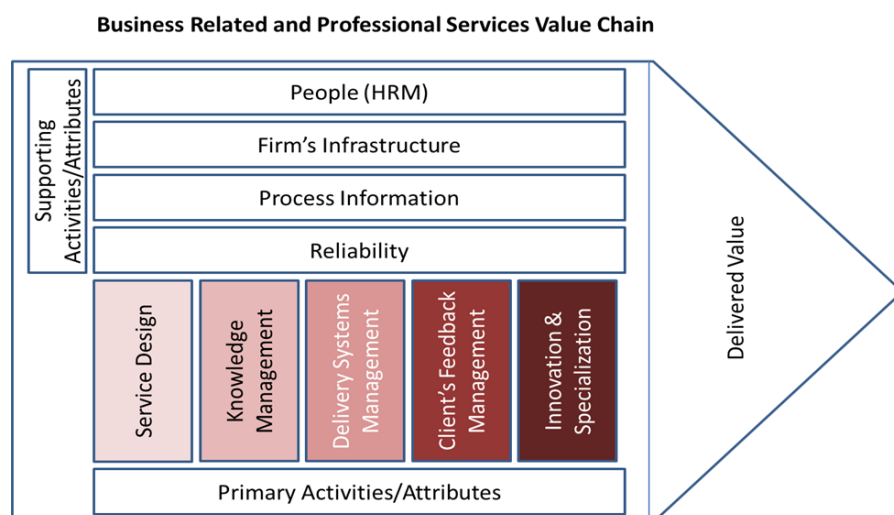 Business Related and Professional Services Value Chain
Supporting
Activities/Attributes
People (HRM)
Firm’s Infrastructure
Process Information
Reliability
Service Design
Knowledge
Management
Delivery Systems
Management
Client’s Feedback
Management
Innovation &
Specialization
Primary Activities/Attributes
Delivered Value